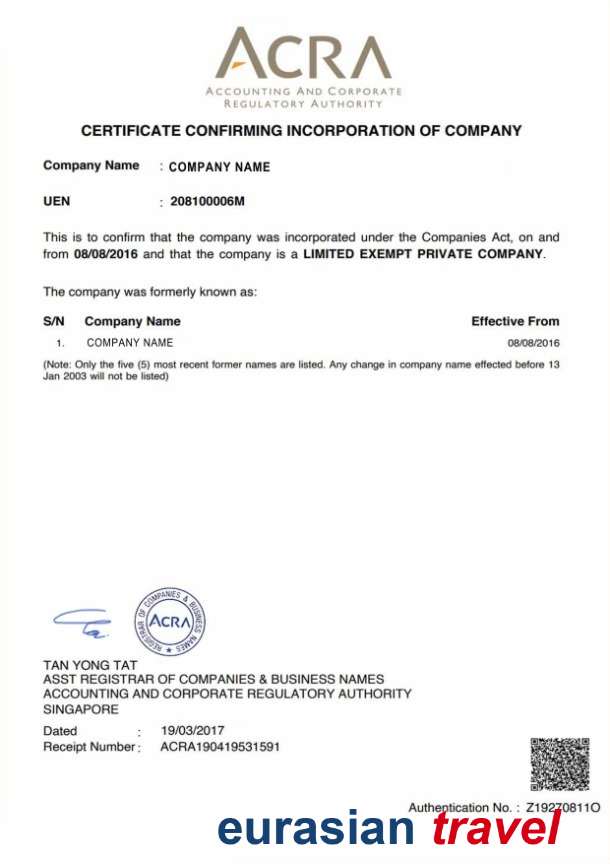 ACRA
ACCOUNTING AND CORPORATE
REGULATORY AUTHORITY
CERTIFICATE CONFIRMING INCORPORATION OF COMPANY
Company Name : COMPANY NAME
UEN : 208100006M
This is to confirm that the company was incorporated under the Companies Act, on and
from 08/08/2016 and that the company is a LIMITED EXEMPT PRIVATE COMPANY.
The company was formerly known as:
S/N Company Name Effective From
1. COMPANY NAME 08/08/2016
(Note: Only the five (5) most recent former names are listed. Any change in company name effected before 13
Jan 2003 will not be listed)
REGISTRAR OF COMPANIES & BUSINESS NAMES
ACRA
TAN YONG TAT
ASST REGISTRAR OF COMPANIES & BUSINESS NAMES
ACCOUNTING AND CORPORATE REGULATORY AUTHORITY
SINGAPORE
Dated : 19/03/2017
Receipt Number : ACRA190419531591
Authentication No. : Z19270811O
eurasian travel